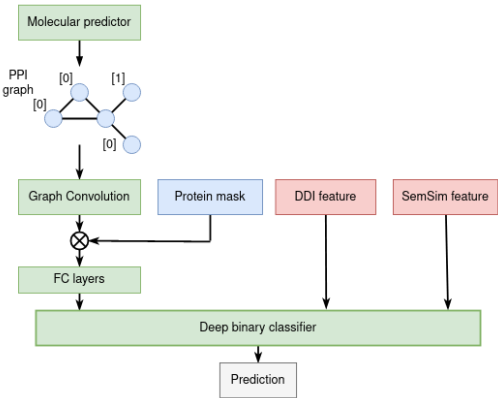 Molecular predictor
PPI
graph
[0]
[1]
[0]
[0]
Graph Convolution
Protein mask
DDI feature
SemSim feature
FC layers
Deep binary classifier
Prediction